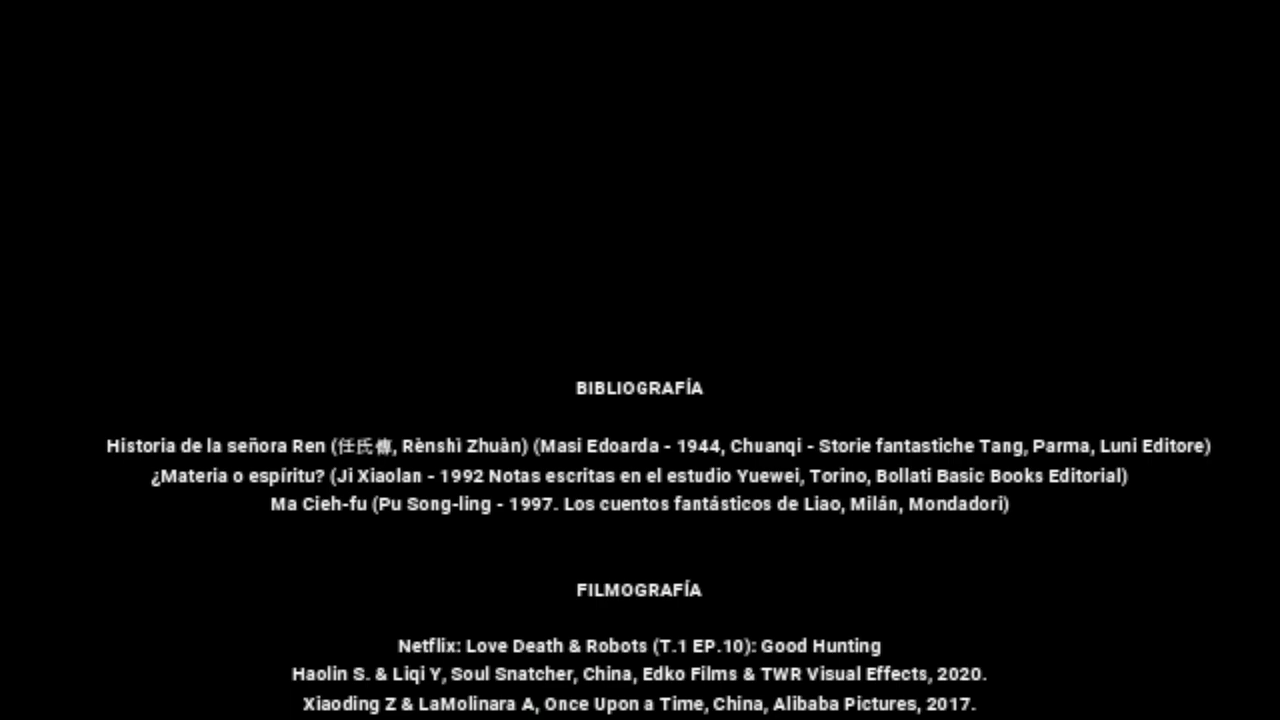 BIBLIOGRAFÍA
Historia de la señora Ren (任氏傳, Rènshì Zhuàn) (Masi Edoarda - 1944, Chuanqi - Storie fantastiche Tang, Parma, Luni Editore)
¿Materia o espíritu? (Ji Xiaolan - 1992 Notas escritas en el estudio Yuewei, Torino, Bollati Basic Books Editorial)
Ma Cieh-fu (Pu Song-ling - 1997. Los cuentos fantásticos de Liao, Milán, Mondadori)
FILMOGRAFÍA
Netflix: Love Death & Robots (T.1 EP.10): Good Hunting
Haolin S. & Liqi Y, Soul Snatcher, China, Edko Films & TWR Visual Effects, 2020.
Xiaoding Z & LaMolinara A, Once Upon a Time, China, Alibaba Pictures, 2017.